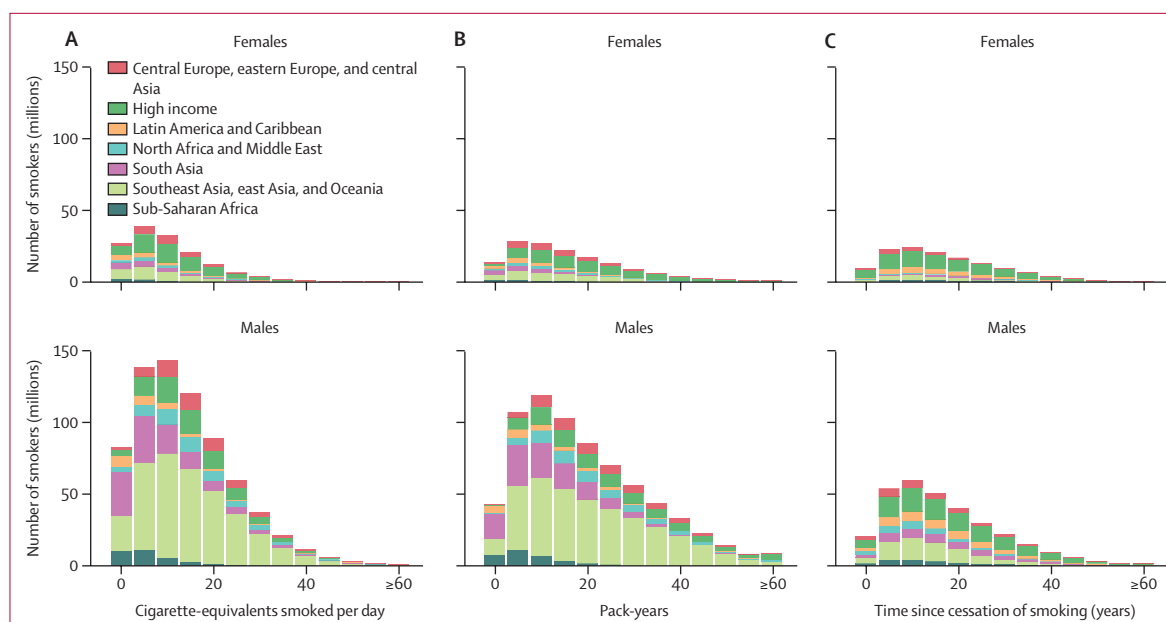 A
Females
B
Females
C
Females
Number of smokers (millions)
150
100
50
0
Central Europe, eastern Europe, and central
Asia
High income
Latin America and Caribbean
North Africa and Middle East
South Asia
Southeast Asia, east Asia, and Oceania
Sub-Saharan Africa
Males
Males
Males
Number of smokers (millions)
150
100
50
0
0
20
40
≥60
Cigarette-equivalents smoked per day
0
20
40
≥60
Pack-years
0
20
40
≥60
Time since cessation of smoking (years)